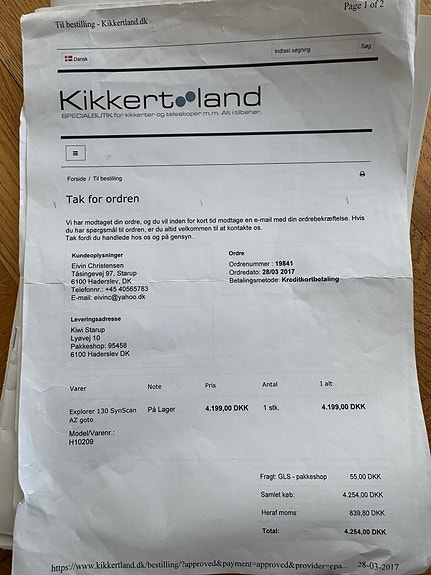 Page 1 of 2
Til bestilling - Kikkertland.dk
Dansk
Indtast søgning
Søg
Kikkertland
SPECIALBUTIK for kikkerter og teleskoper m.m. Alt i tilbehør.
Forside / Til bestilling
Tak for ordren
Vi har modtaget din ordre, og du vil inden for kort tid modtage en e-mail med din ordrebekræftelse. Hvis
du har spørgsmål til ordren, er du altid velkommen til at kontakte os.
Tak fordi du handlede hos os og på gensyn.
Kundeoplysninger
Eivin Christensen
Tåsingevej 97, Starup
6100 Haderslev, DK
Telefonnr.: +45 40565783
E-mail: eivinc@yahoo.dk
Ordre
Ordrenummer : 19841
Ordredato: 28/03 2017
Betalingsmetode: Kreditkortbetaling
Leveringsadresse
Kiwi Starup
Lyøvej 10
Pakkeshop: 95458
6100 Haderslev DK
Varer Note Pris Antal I alt
Explorer 130 SynScan På Lager 4.199,00 DKK 1 stk. 4.199,00 DKK
AZ goto
Model/Varenr.:
H10209
Fragt: GLS - pakkeshop 55,00 DKK
Samlet køb: 4.254,00 DKK
Heraf moms: 839,80 DKK
Total: 4.254,00 DKK
https://www.kikkertland.dk/bestilling/?approved&payment=approved&provider=epa... 28-03-2017